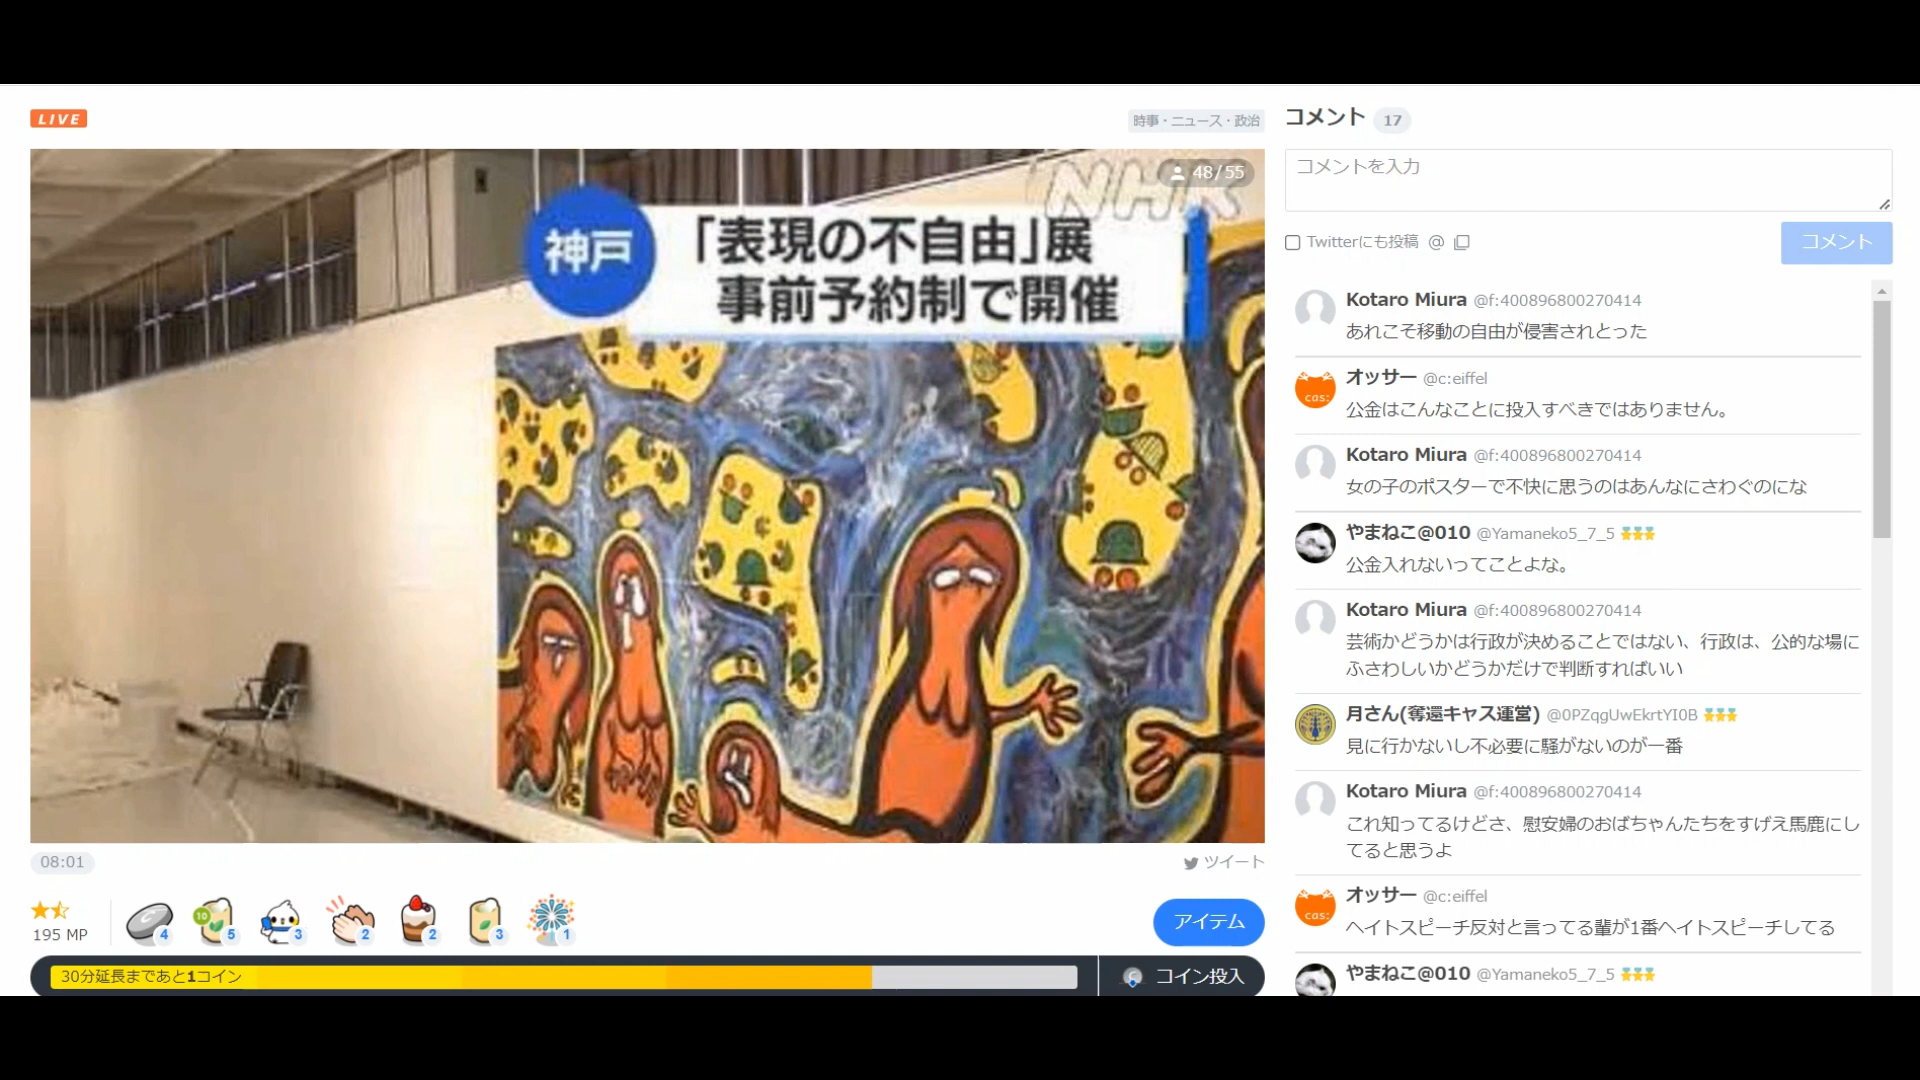 LIVE
時事・ニュース・政治
NHK
48/55
神戸
「表現の不自由」展
事前予約制で開催
08:01
ツイート
195 MP
4
10
5
3
2
2
3
1
アイテム
30分延長まであと1コイン
コイン投入
コメント 17
コメントを入力
Twitterにも投稿 @
コメント
Kotaro Miura @f:400896800270414
あれこそ移動の自由が侵害されとった
cas:
オッサー @c:eiffel
公金はこんなことに投入すべきではありません。
Kotaro Miura @f:400896800270414
女の子のポスターで不快に思うのはあんなにさわぐのにな
やまねこ@010 @Yamaneko5_7_5
公金入れないってことよな。
Kotaro Miura @f:400896800270414
芸術かどうかは行政が決めることではない、行政は、公的な場に
ふさわしいかどうかだけで判断すればいい
月さん(奪還キャス運営) @0PZqgUwEkrtYI0B
見に行かないし不必要に騒がないのが一番
Kotaro Miura @f:400896800270414
これ知ってるけどさ、慰安婦のおばちゃんたちをすげえ馬鹿にし
てると思うよ
cas:
オッサー @c:eiffel
ヘイトスピーチ反対と言ってる輩が1番ヘイトスピーチしてる
やまねこ@010 @Yamaneko5_7_5